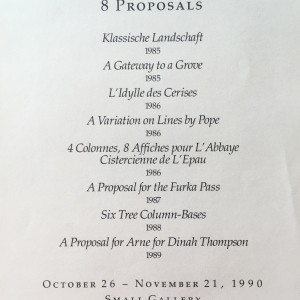 8 PROPOSALS
Klassische Landschaft
1985
A Gateway to a Grove
1985
L'Idylle des Cerises
1986
A Variation on Lines by Pope
1986
4 Colonnes, 8 Affiches pour L'Abbaye
Cistercienne de L'Epau
1986
A Proposal for the Furka Pass
1987
Six Tree Column-Bases
1988
A Proposal for Arne for Dinah Thompson
1989
OCTOBER 26 – NOVEMBER 21, 1990
SMALL GALLERY